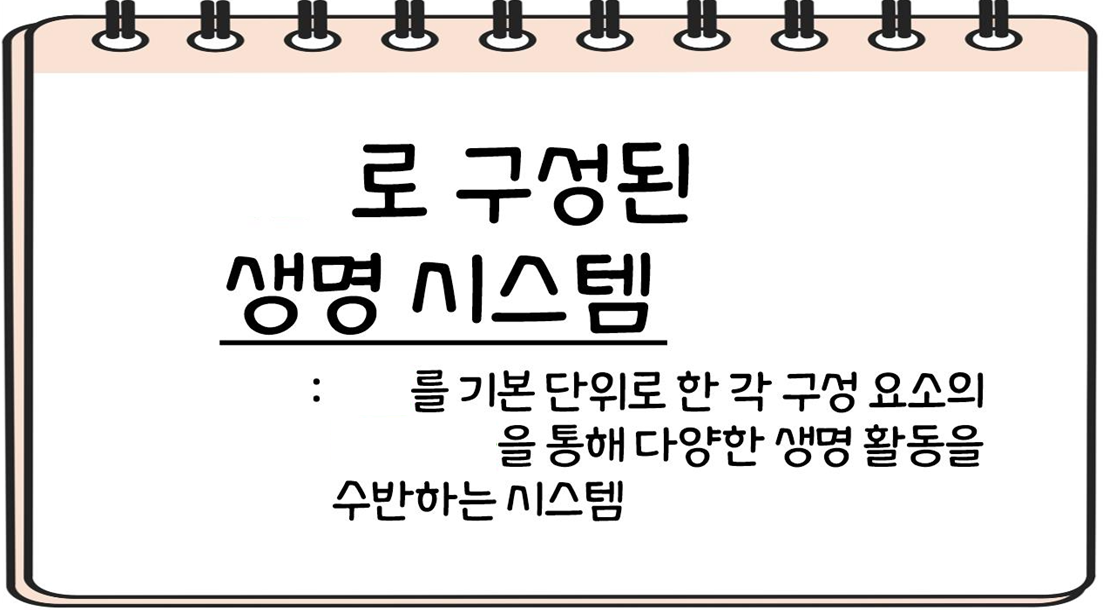 로 구성된
생명 시스템
: 를 기본 단위로 한 각 구성 요소의
을 통해 다양한 생명 활동을
수반하는 시스템